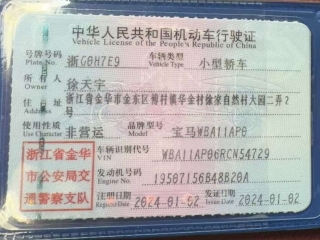 中华人民共和国机动车行驶证
Vehicle License of the People's Republic of China
号牌号码 浙G0H7E9 车辆类型 小型轿车
Plate No. Vehicle Type
所有人 徐天宇
Owner
住址 浙江省金华市金东区傅村镇华金村徐家自然村大园二弄2号
Address
使用性质 非营运 品牌型号 宝马WBA11AP0
Use Character Model
浙江省金华
市公安局交
通警察支队
车辆识别代号 WBA11AP06RCN54729
VIN
发动机号码 19507156B48B20A
Engine No.
注册日期 2024-01-02 发证日期 2024-01-02
Register Date Issue Date